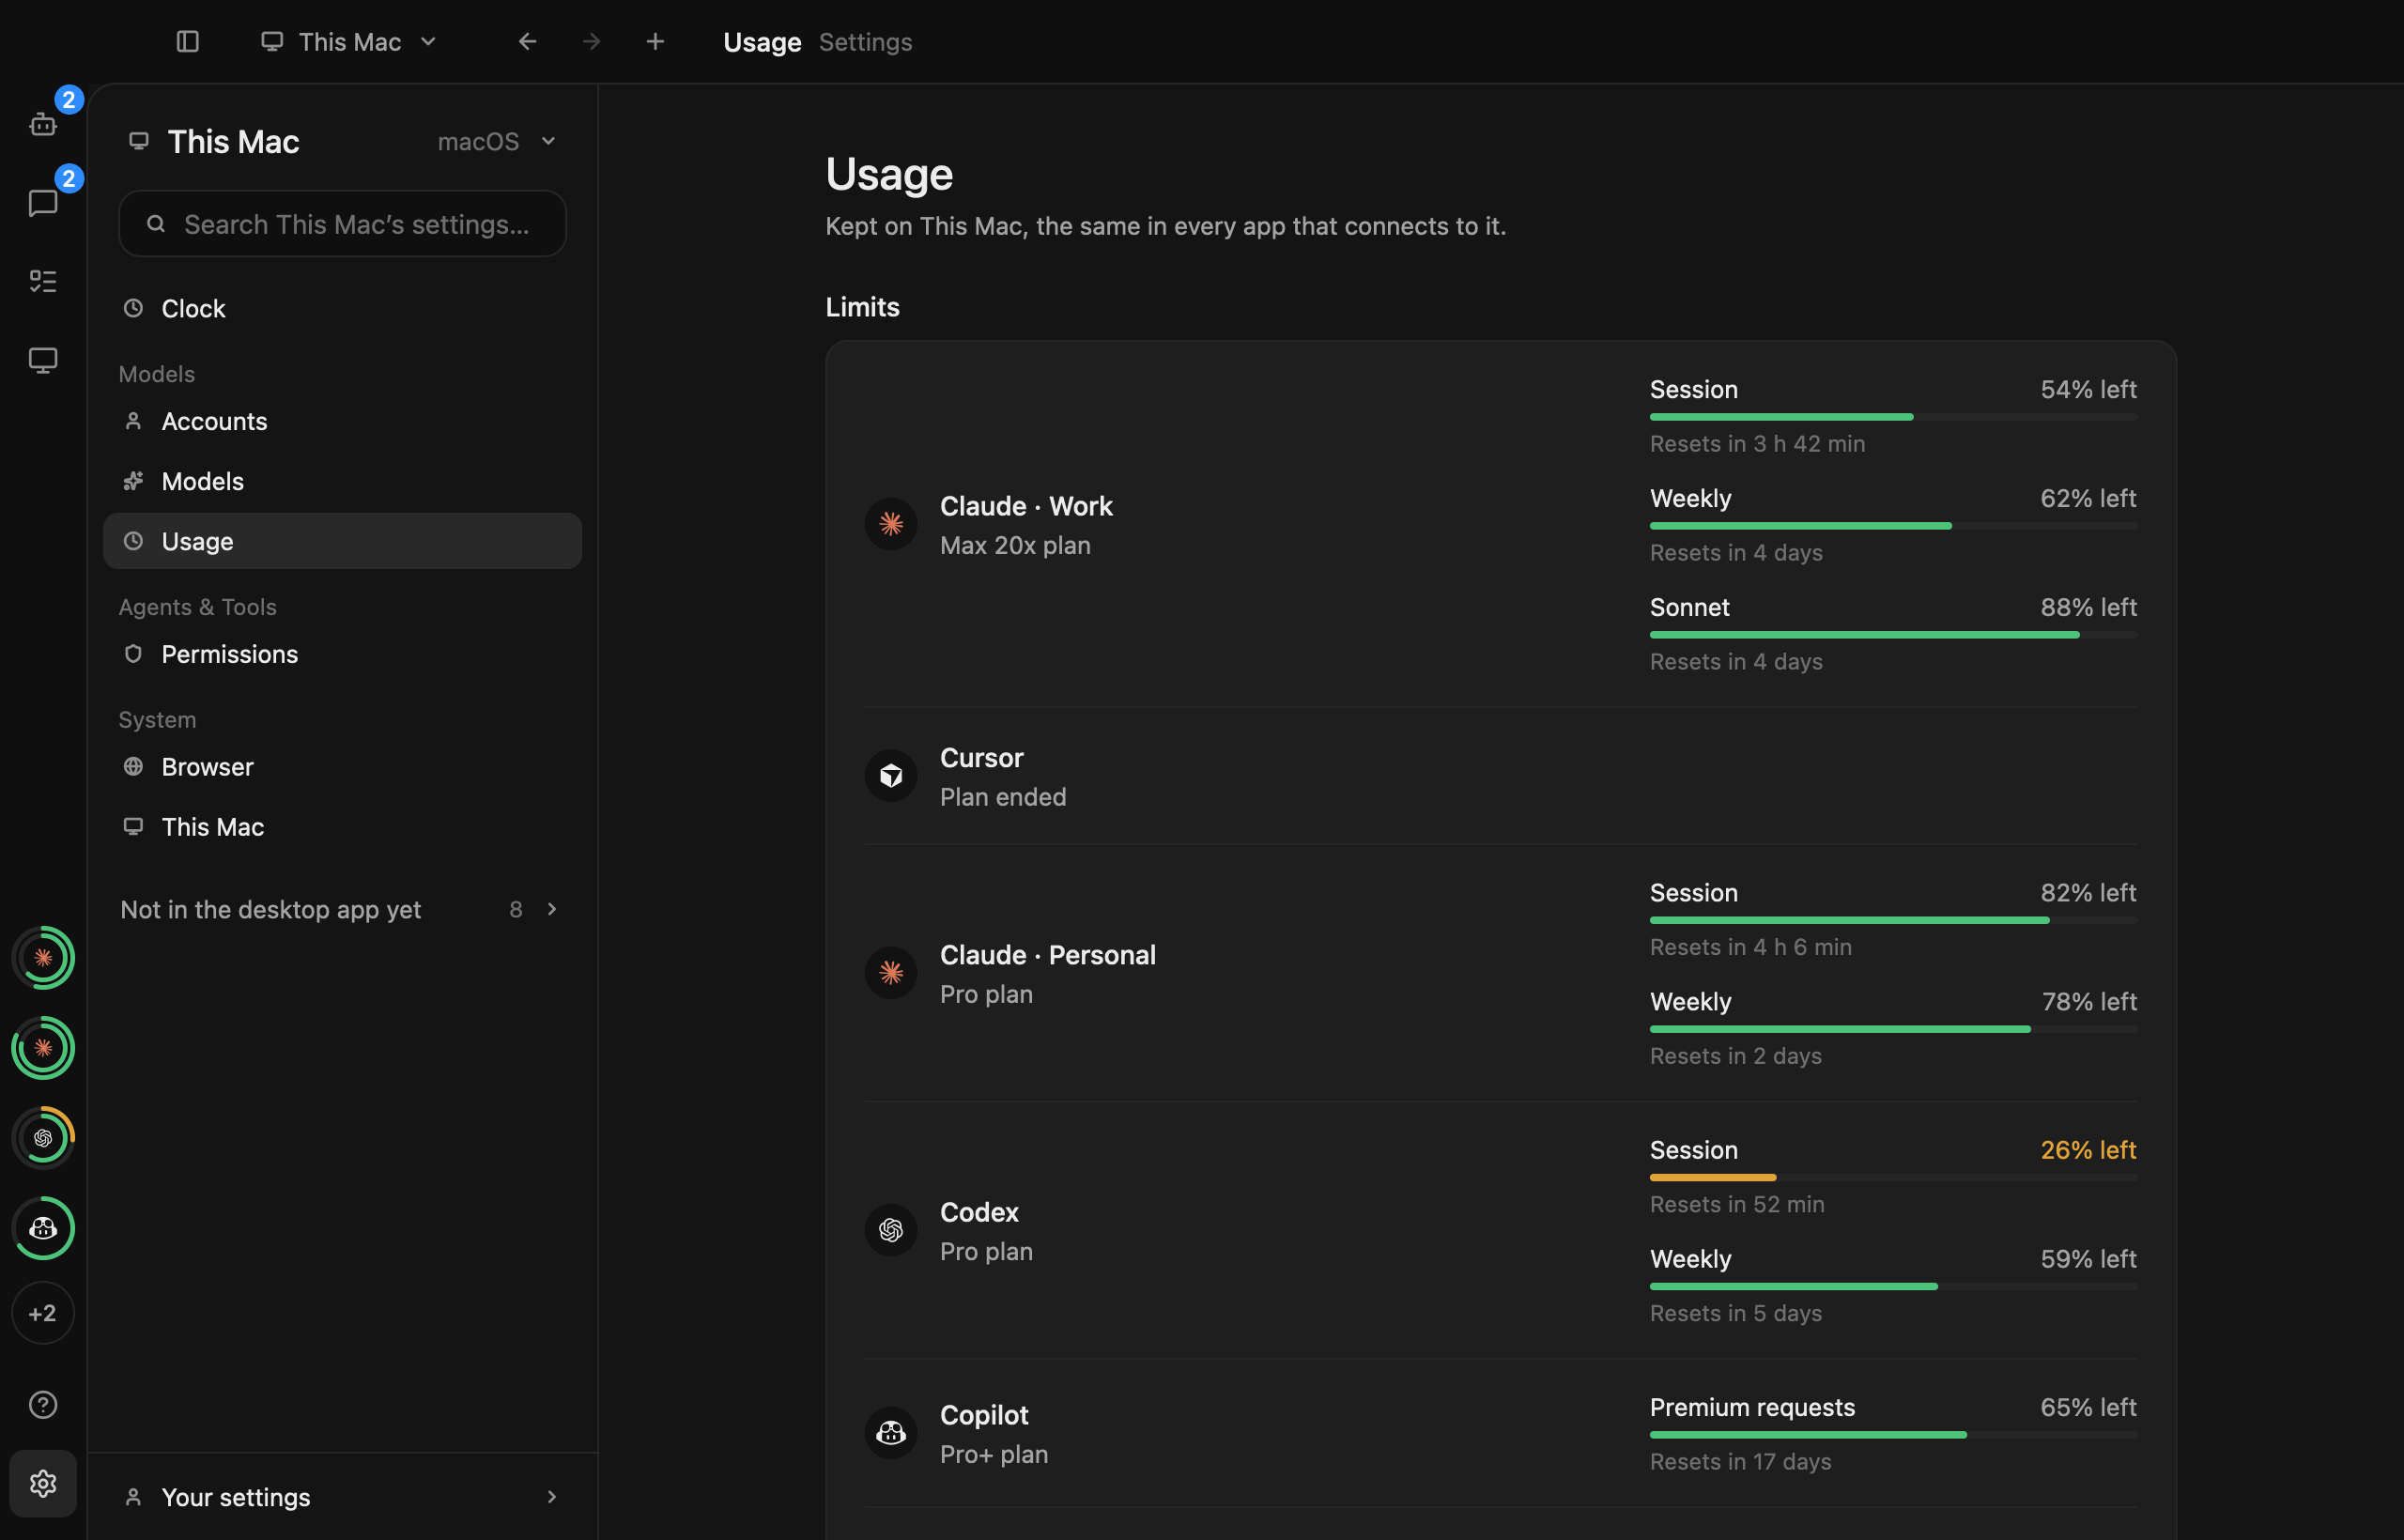 This Mac
Usage Settings
2
2
This Mac macOS
Search This Mac’s settings...
Clock
Models
Accounts
Models
Usage
Agents & Tools
Permissions
System
Browser
This Mac
Not in the desktop app yet 8
+2
Your settings
Usage
Kept on This Mac, the same in every app that connects to it.
Limits
Claude · Work
Max 20x plan
Session 54% left
Resets in 3 h 42 min
Weekly 62% left
Resets in 4 days
Sonnet 88% left
Resets in 4 days
Cursor
Plan ended
Claude · Personal
Pro plan
Session 82% left
Resets in 4 h 6 min
Weekly 78% left
Resets in 2 days
Codex
Pro plan
Session 26% left
Resets in 52 min
Weekly 59% left
Resets in 5 days
Copilot
Pro+ plan
Premium requests 65% left
Resets in 17 days